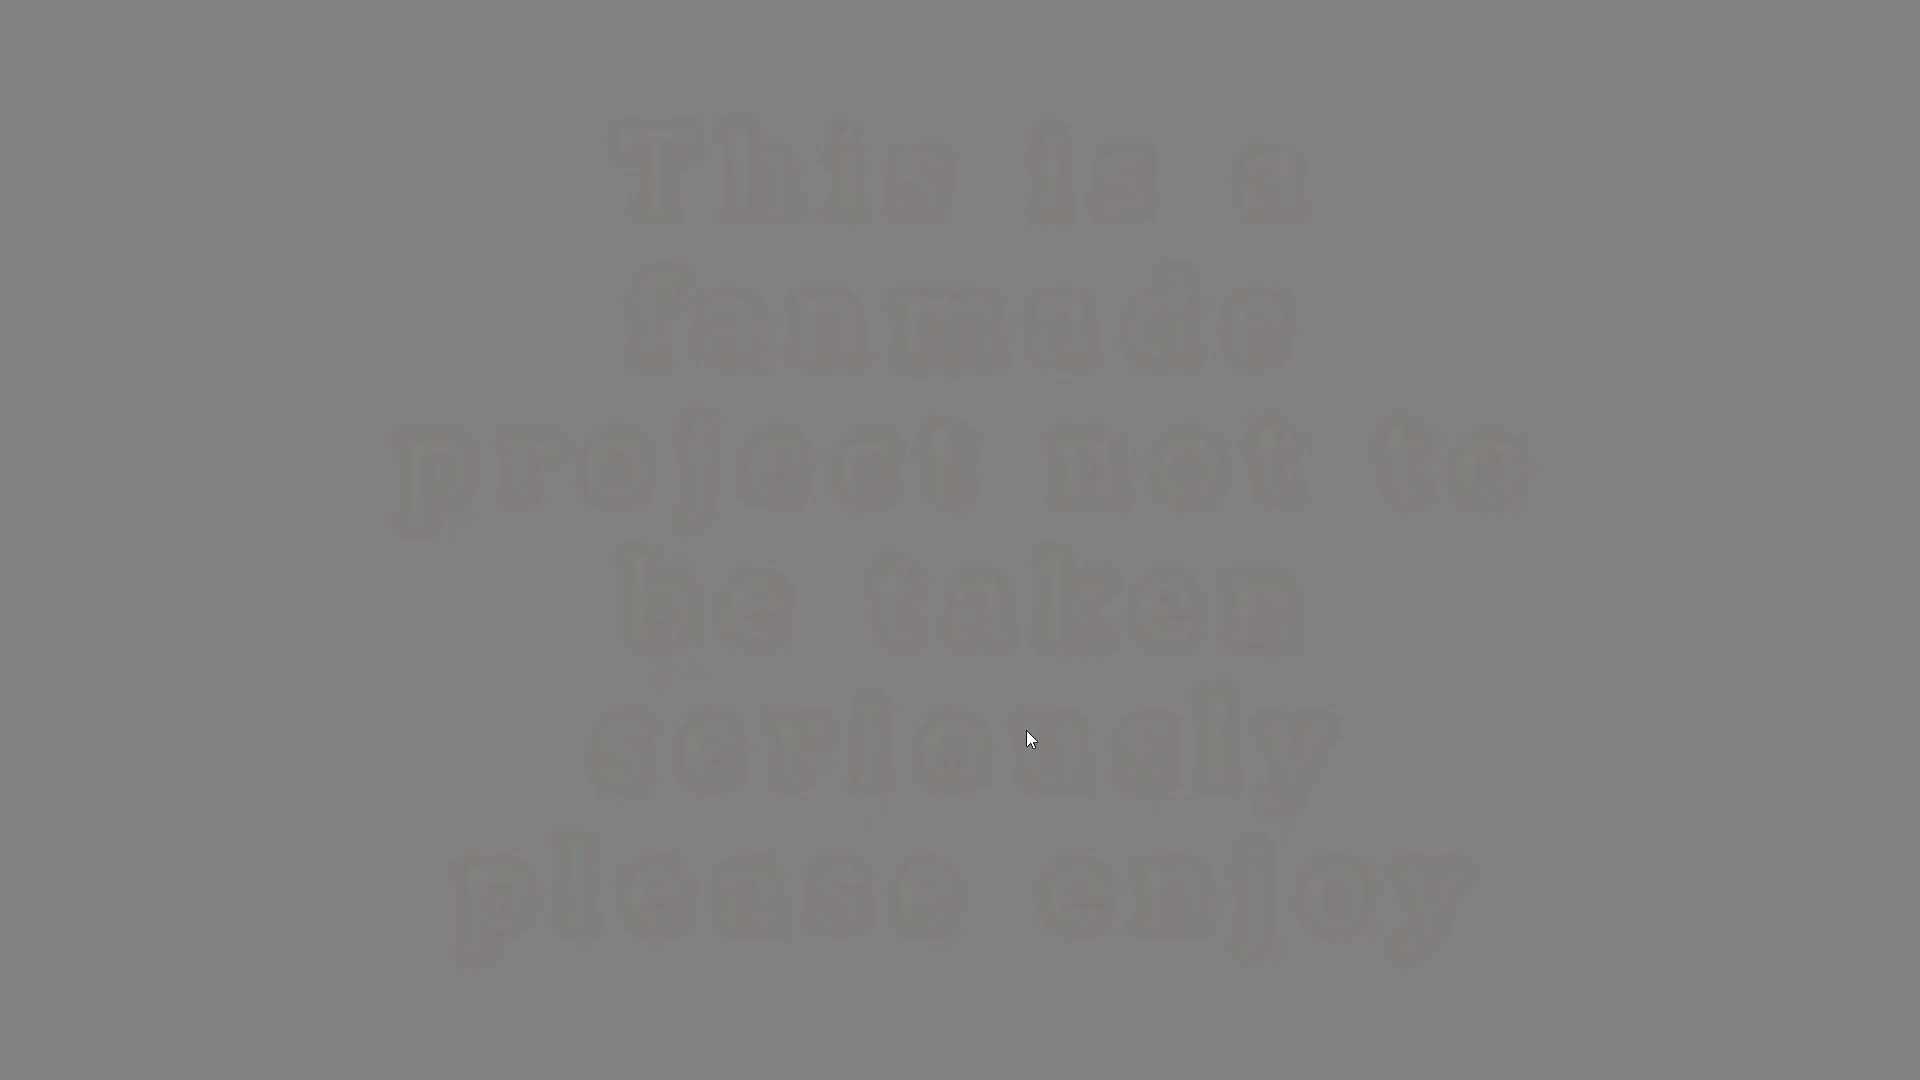 This is a
fanmade
project not to
be taken
seriously
please enjoy